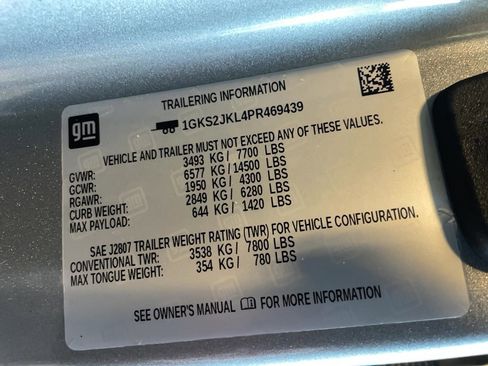 TRAILERING INFORMATION
gm
1GKS2JKL4PR469439
VEHICLE AND TRAILER MUST NOT EXCEED ANY OF THESE WEIGHTS.
GVWR: 3493 KG / 7700 LBS
GCWR: 6577 KG / 14500 LBS
RGAWR: 1950 KG / 4300 LBS
CURB WEIGHT: 2849 KG / 6280 LBS
MAX PAYLOAD: 644 KG / 1420 LBS
SAE J2807 TRAILER WEIGHT RATING (TWR) FOR VEHICLE CONFIGURATION.
CONVENTIONAL TWR: 3538 KG / 7800 LBS
MAX TONGUE WEIGHT: 354 KG / 780 LBS
SEE OWNER'S MANUAL FOR MORE INFORMATION